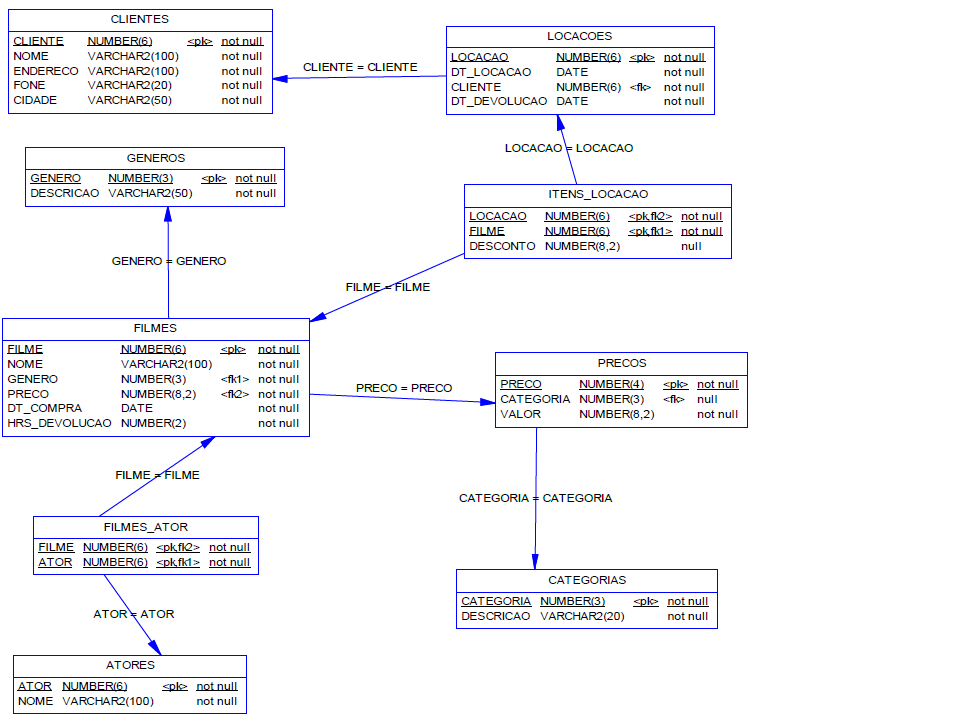 CLIENTES
CLIENTE NUMBER(6) <pk> not null
NOME VARCHAR2(100) not null
ENDERECO VARCHAR2(100) not null
FONE VARCHAR2(20) not null
CIDADE VARCHAR2(50) not null
CLIENTE = CLIENTE
LOCACOES
LOCACAO NUMBER(6) <pk> not null
DT_LOCACAO DATE not null
CLIENTE NUMBER(6) <fk> not null
DT_DEVOLUCAO DATE not null
LOCACAO = LOCACAO
GENEROS
GENERO NUMBER(3) <pk> not null
DESCRICAO VARCHAR2(50) not null
ITENS_LOCACAO
LOCACAO NUMBER(6) <pk,fk2> not null
FILME NUMBER(6) <pk,fk1> not null
DESCONTO NUMBER(8,2) null
GENERO = GENERO
FILME = FILME
FILMES
FILME NUMBER(6) <pk> not null
NOME VARCHAR2(100) not null
GENERO NUMBER(3) <fk1> not null
PRECO NUMBER(8,2) <fk2> not null
DT_COMPRA DATE not null
HRS_DEVOLUCAO NUMBER(2) not null
PRECO = PRECO
PRECOS
PRECO NUMBER(4) <pk> not null
CATEGORIA NUMBER(3) <fk> null
VALOR NUMBER(8,2) not null
FILME = FILME
CATEGORIA = CATEGORIA
FILMES_ATOR
FILME NUMBER(6) <pk,fk2> not null
ATOR NUMBER(6) <pk,fk1> not null
CATEGORIAS
CATEGORIA NUMBER(3) <pk> not null
DESCRICAO VARCHAR2(20) not null
ATOR = ATOR
ATORES
ATOR NUMBER(6) <pk> not null
NOME VARCHAR2(100) not null